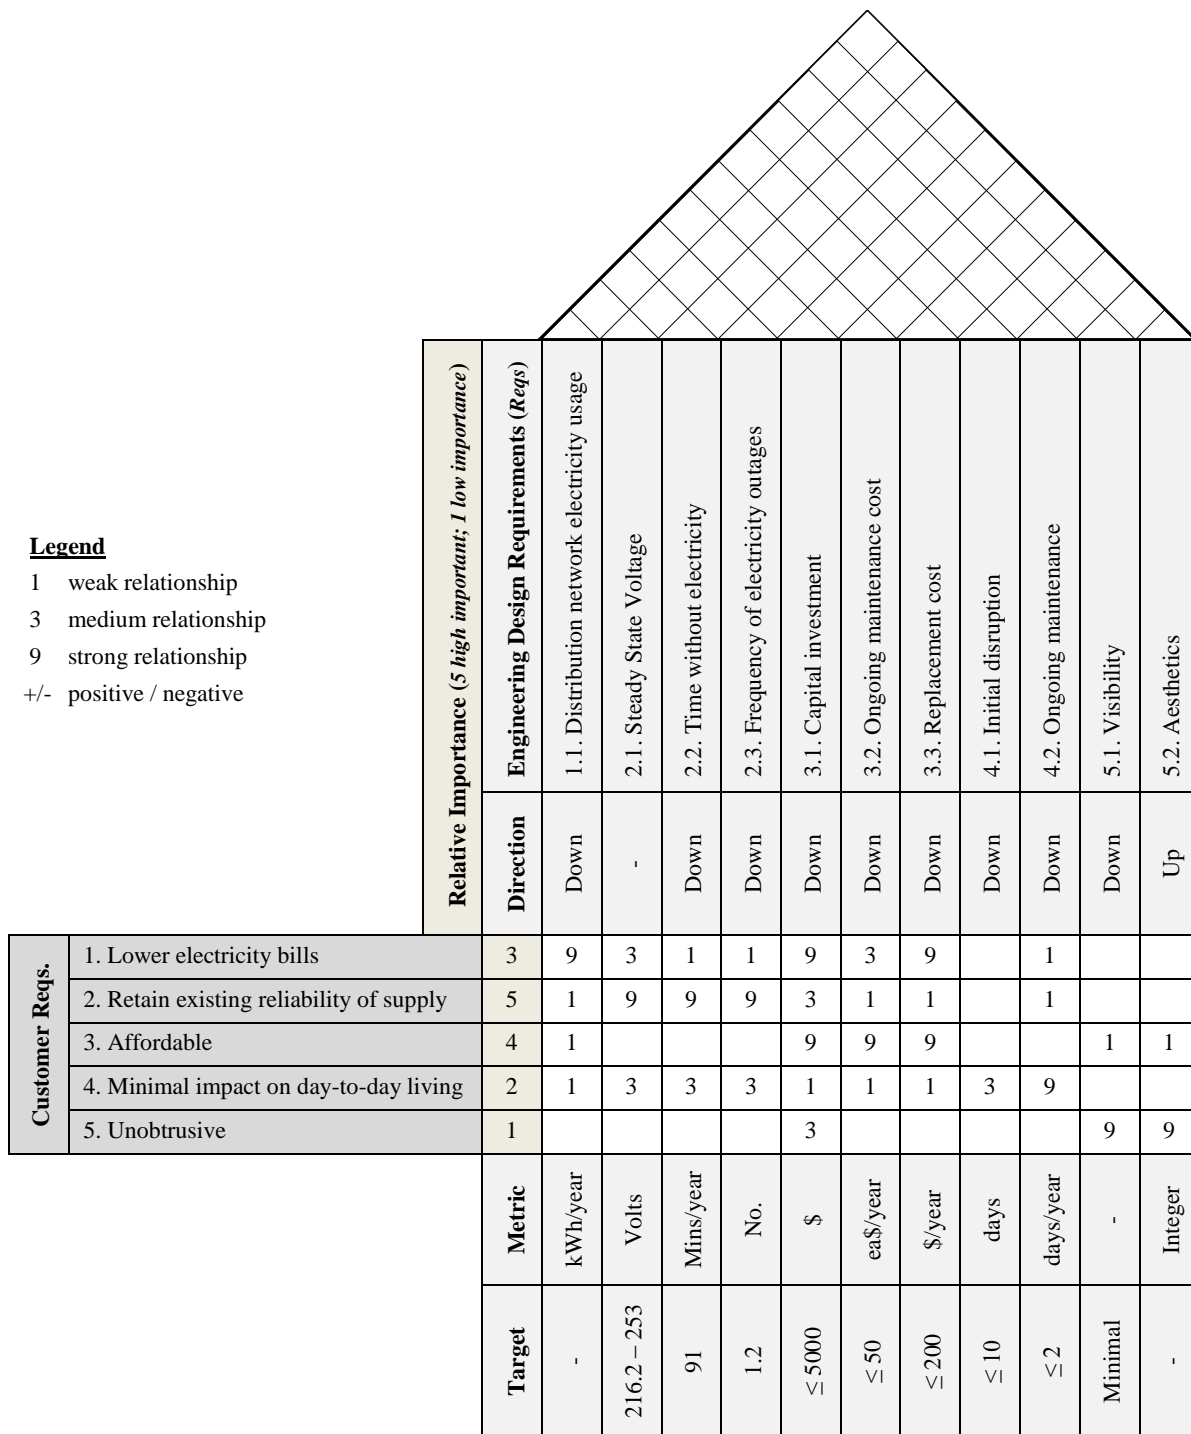 Legend
1 weak relationship
3 medium relationship
9 strong relationship
+/- positive / negative
Relative Importance (5 high important; 1 low importance)
Engineering Design Requirements (Reqs)
1.1. Distribution network electricity usage
2.1. Steady State Voltage
2.2. Time without electricity
2.3. Frequency of electricity outages
3.1. Capital investment
3.2. Ongoing maintenance cost
3.3. Replacement cost
4.1. Initial disruption
4.2. Ongoing maintenance
5.1. Visibility
5.2. Aesthetics
Direction Down - Down Down Down Down Down Down Down Down Up
Customer Reqs.
1. Lower electricity bills 3 9 3 1 1 9 3 9 1
2. Retain existing reliability of supply 5 1 9 9 9 3 1 1 1
3. Affordable 4 1 9 9 9 1 1
4. Minimal impact on day-to-day living 2 1 3 3 3 1 1 1 3 9
5. Unobtrusive 1 3 9 9
Metric kWh/year Volts Mins/year No. $ ea$/year $/year days days/year - Integer
Target - 216.2 – 253 91 1.2 ≤ 5000 ≤ 50 ≤ 200 ≤ 10 ≤ 2 Minimal -